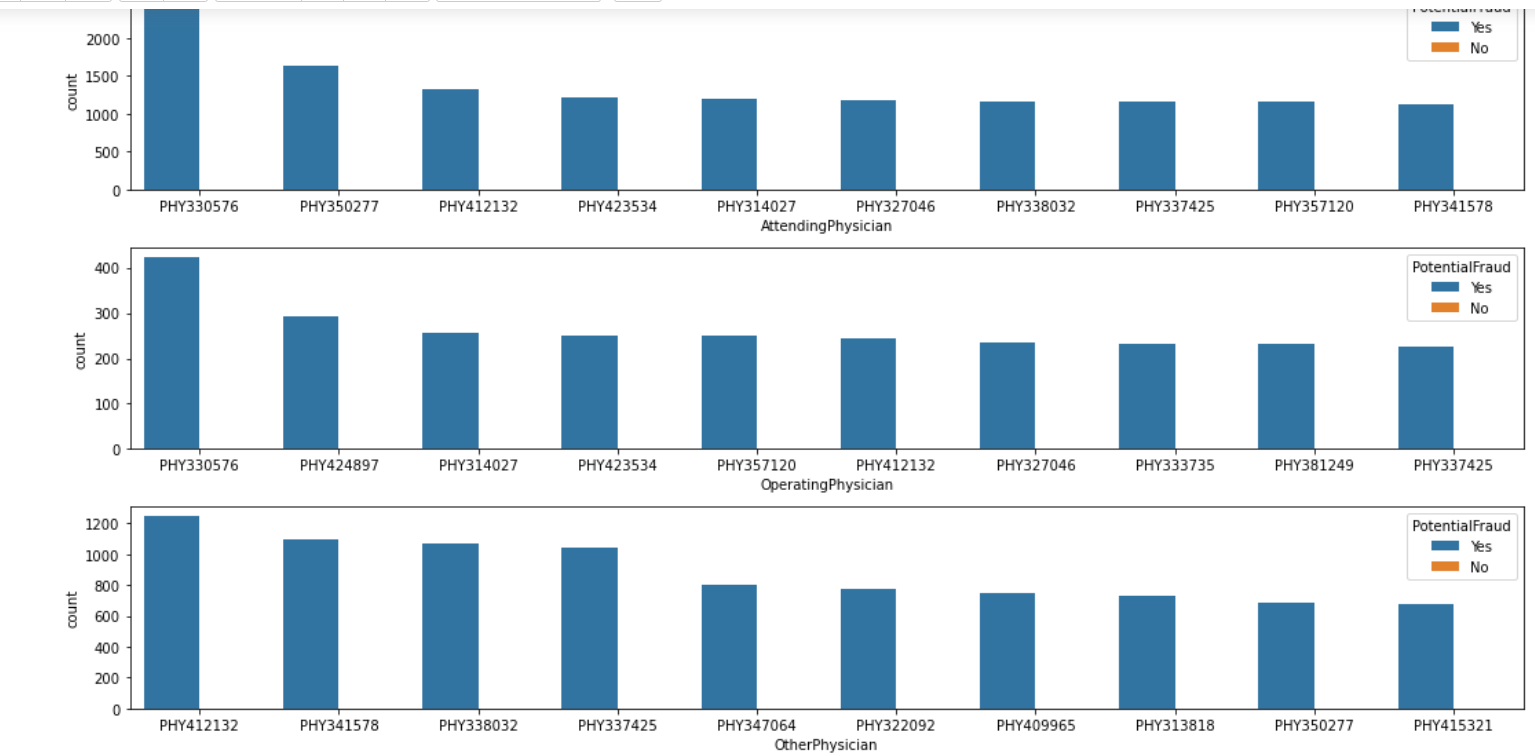 PotentialFraud
Yes
No
2000
1500
1000
500
0
count
PHY330576 PHY350277 PHY412132 PHY423534 PHY314027 PHY327046 PHY338032 PHY337425 PHY357120 PHY341578
AttendingPhysician
PotentialFraud
Yes
No
400
300
200
100
0
count
PHY330576 PHY424897 PHY314027 PHY423534 PHY357120 PHY412132 PHY327046 PHY333735 PHY381249 PHY337425
OperatingPhysician
PotentialFraud
Yes
No
1200
1000
800
600
400
200
0
count
PHY412132 PHY341578 PHY338032 PHY337425 PHY347064 PHY322092 PHY409965 PHY313818 PHY350277 PHY415321
OtherPhysician